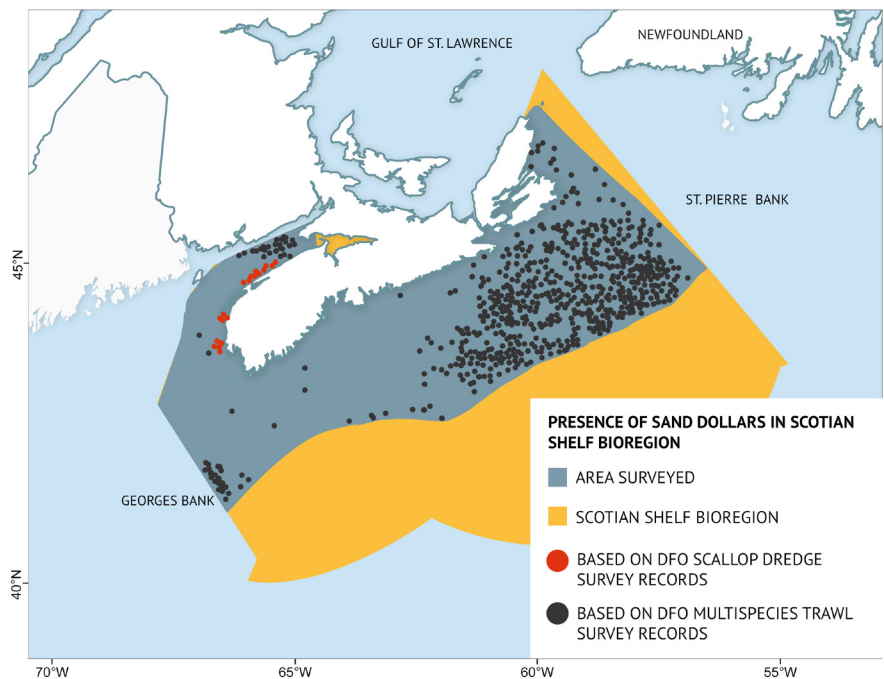 GULF OF ST. LAWRENCE
NEWFOUNDLAND
ST. PIERRE BANK
45°N
GEORGES BANK
40°N
PRESENCE OF SAND DOLLARS IN SCOTIAN
SHELF BIOREGION
AREA SURVEYED
SCOTIAN SHELF BIOREGION
BASED ON DFO SCALLOP DREDGE
SURVEY RECORDS
BASED ON DFO MULTISPECIES TRAWL
SURVEY RECORDS
70°W
65°W
60°W
55°W